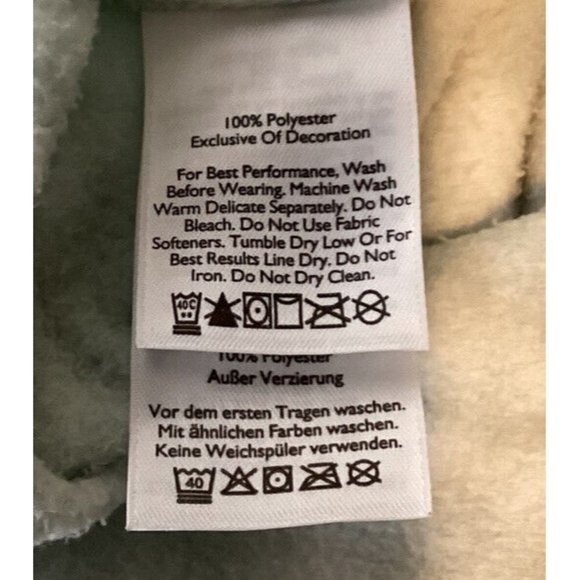 100% Polyester
Exclusive Of Decoration
For Best Performance, Wash
Before Wearing. Machine Wash
Warm Delicate Separately. Do Not
Bleach. Do Not Use Fabric
Softeners. Tumble Dry Low Or For
Best Results Line Dry. Do Not
Iron. Do Not Dry Clean.
40C
100% Polyester
Außer Verzierung
Vor dem ersten Tragen waschen.
Mit ähnlichen Farben waschen.
Keine Weichspüler verwenden.
40